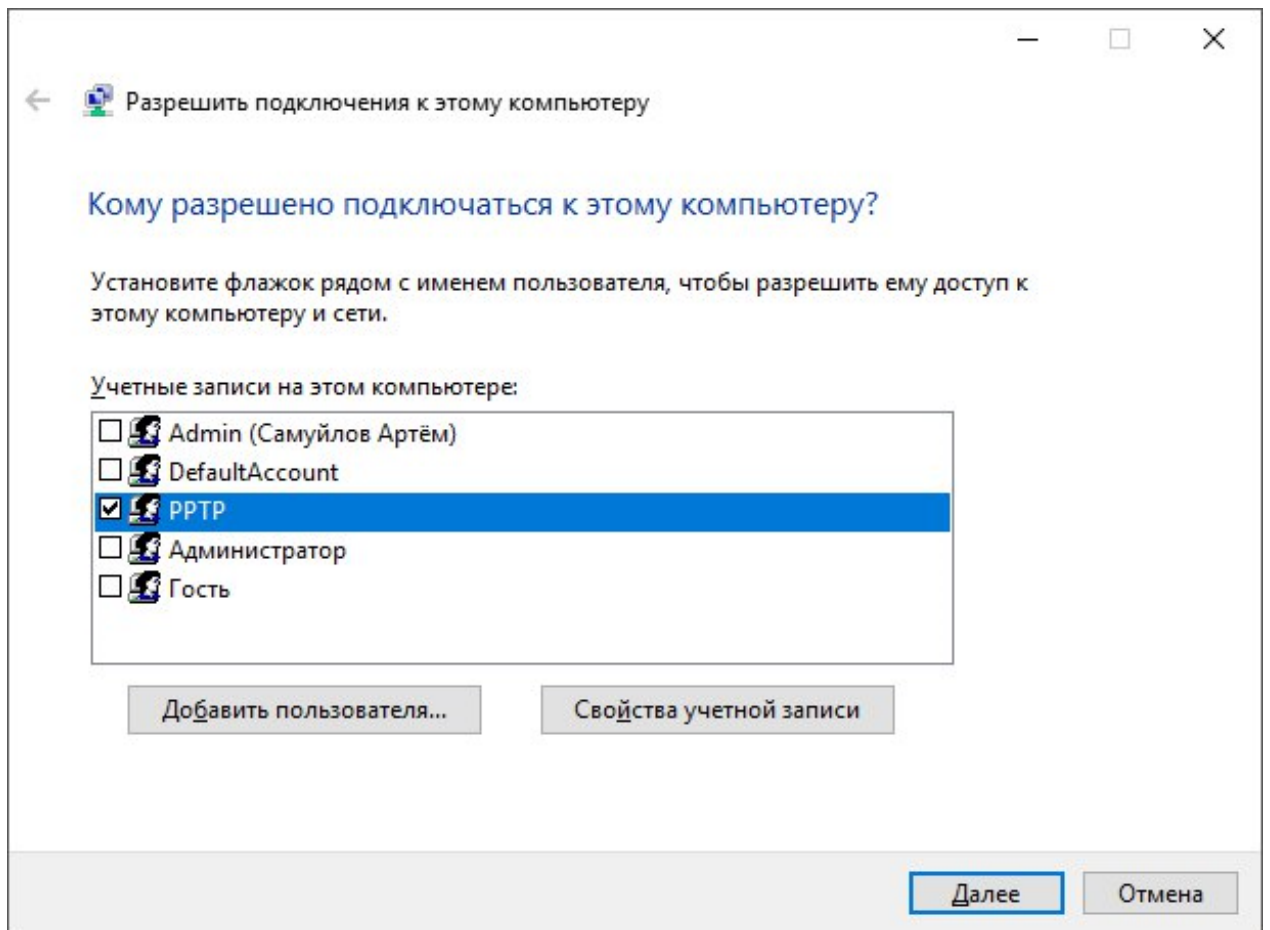 Разрешить подключения к этому компьютеру
Кому разрешено подключаться к этому компьютеру?
Установите флажок рядом с именем пользователя, чтобы разрешить ему доступ к
этому компьютеру и сети.
Учетные записи на этом компьютере:
Admin (Самуйлов Артём)
DefaultAccount
PPTP
Администратор
Гость
Добавить пользователя... Свойства учетной записи
Далее Отмена